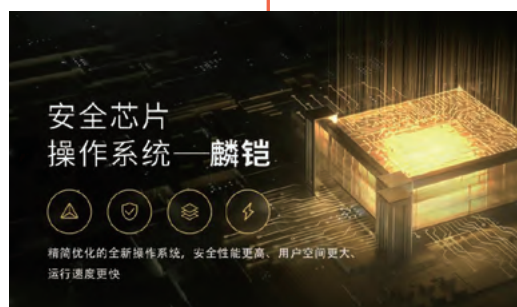 安全芯片
操作系统——麟铠
精简优化的全新操作系统，安全性能更高、用户空间更大、
运行速度更快